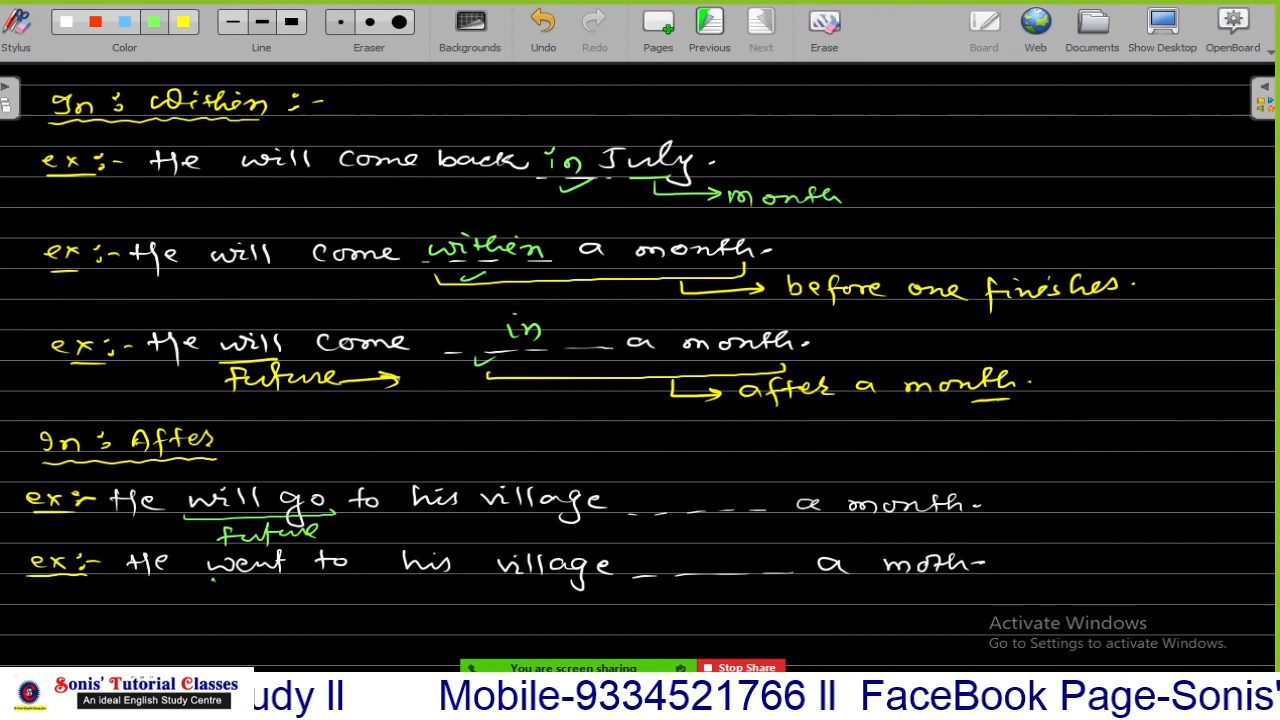 Stylus Color Line Eraser Backgrounds Undo Redo Pages Previous Next Erase Board Web Documents Show Desktop OpenBoard
In : Within :-
ex :- He will come back in July.
month
ex :- He will come within a month.
before one finishes.
ex :- He will come in a month.
future after a month.
In : After
ex :- He will go to his village _ _ _ _ _ a month.
future
ex :- He went to his village _ _ _ a moth.
Activate Windows
Go to Settings to activate Windows.
You are screen sharing Stop Share
Sonis' Tutorial Classes
An ideal English Study Centre
udy ll Mobile-9334521766 ll FaceBook Page-Sonis'